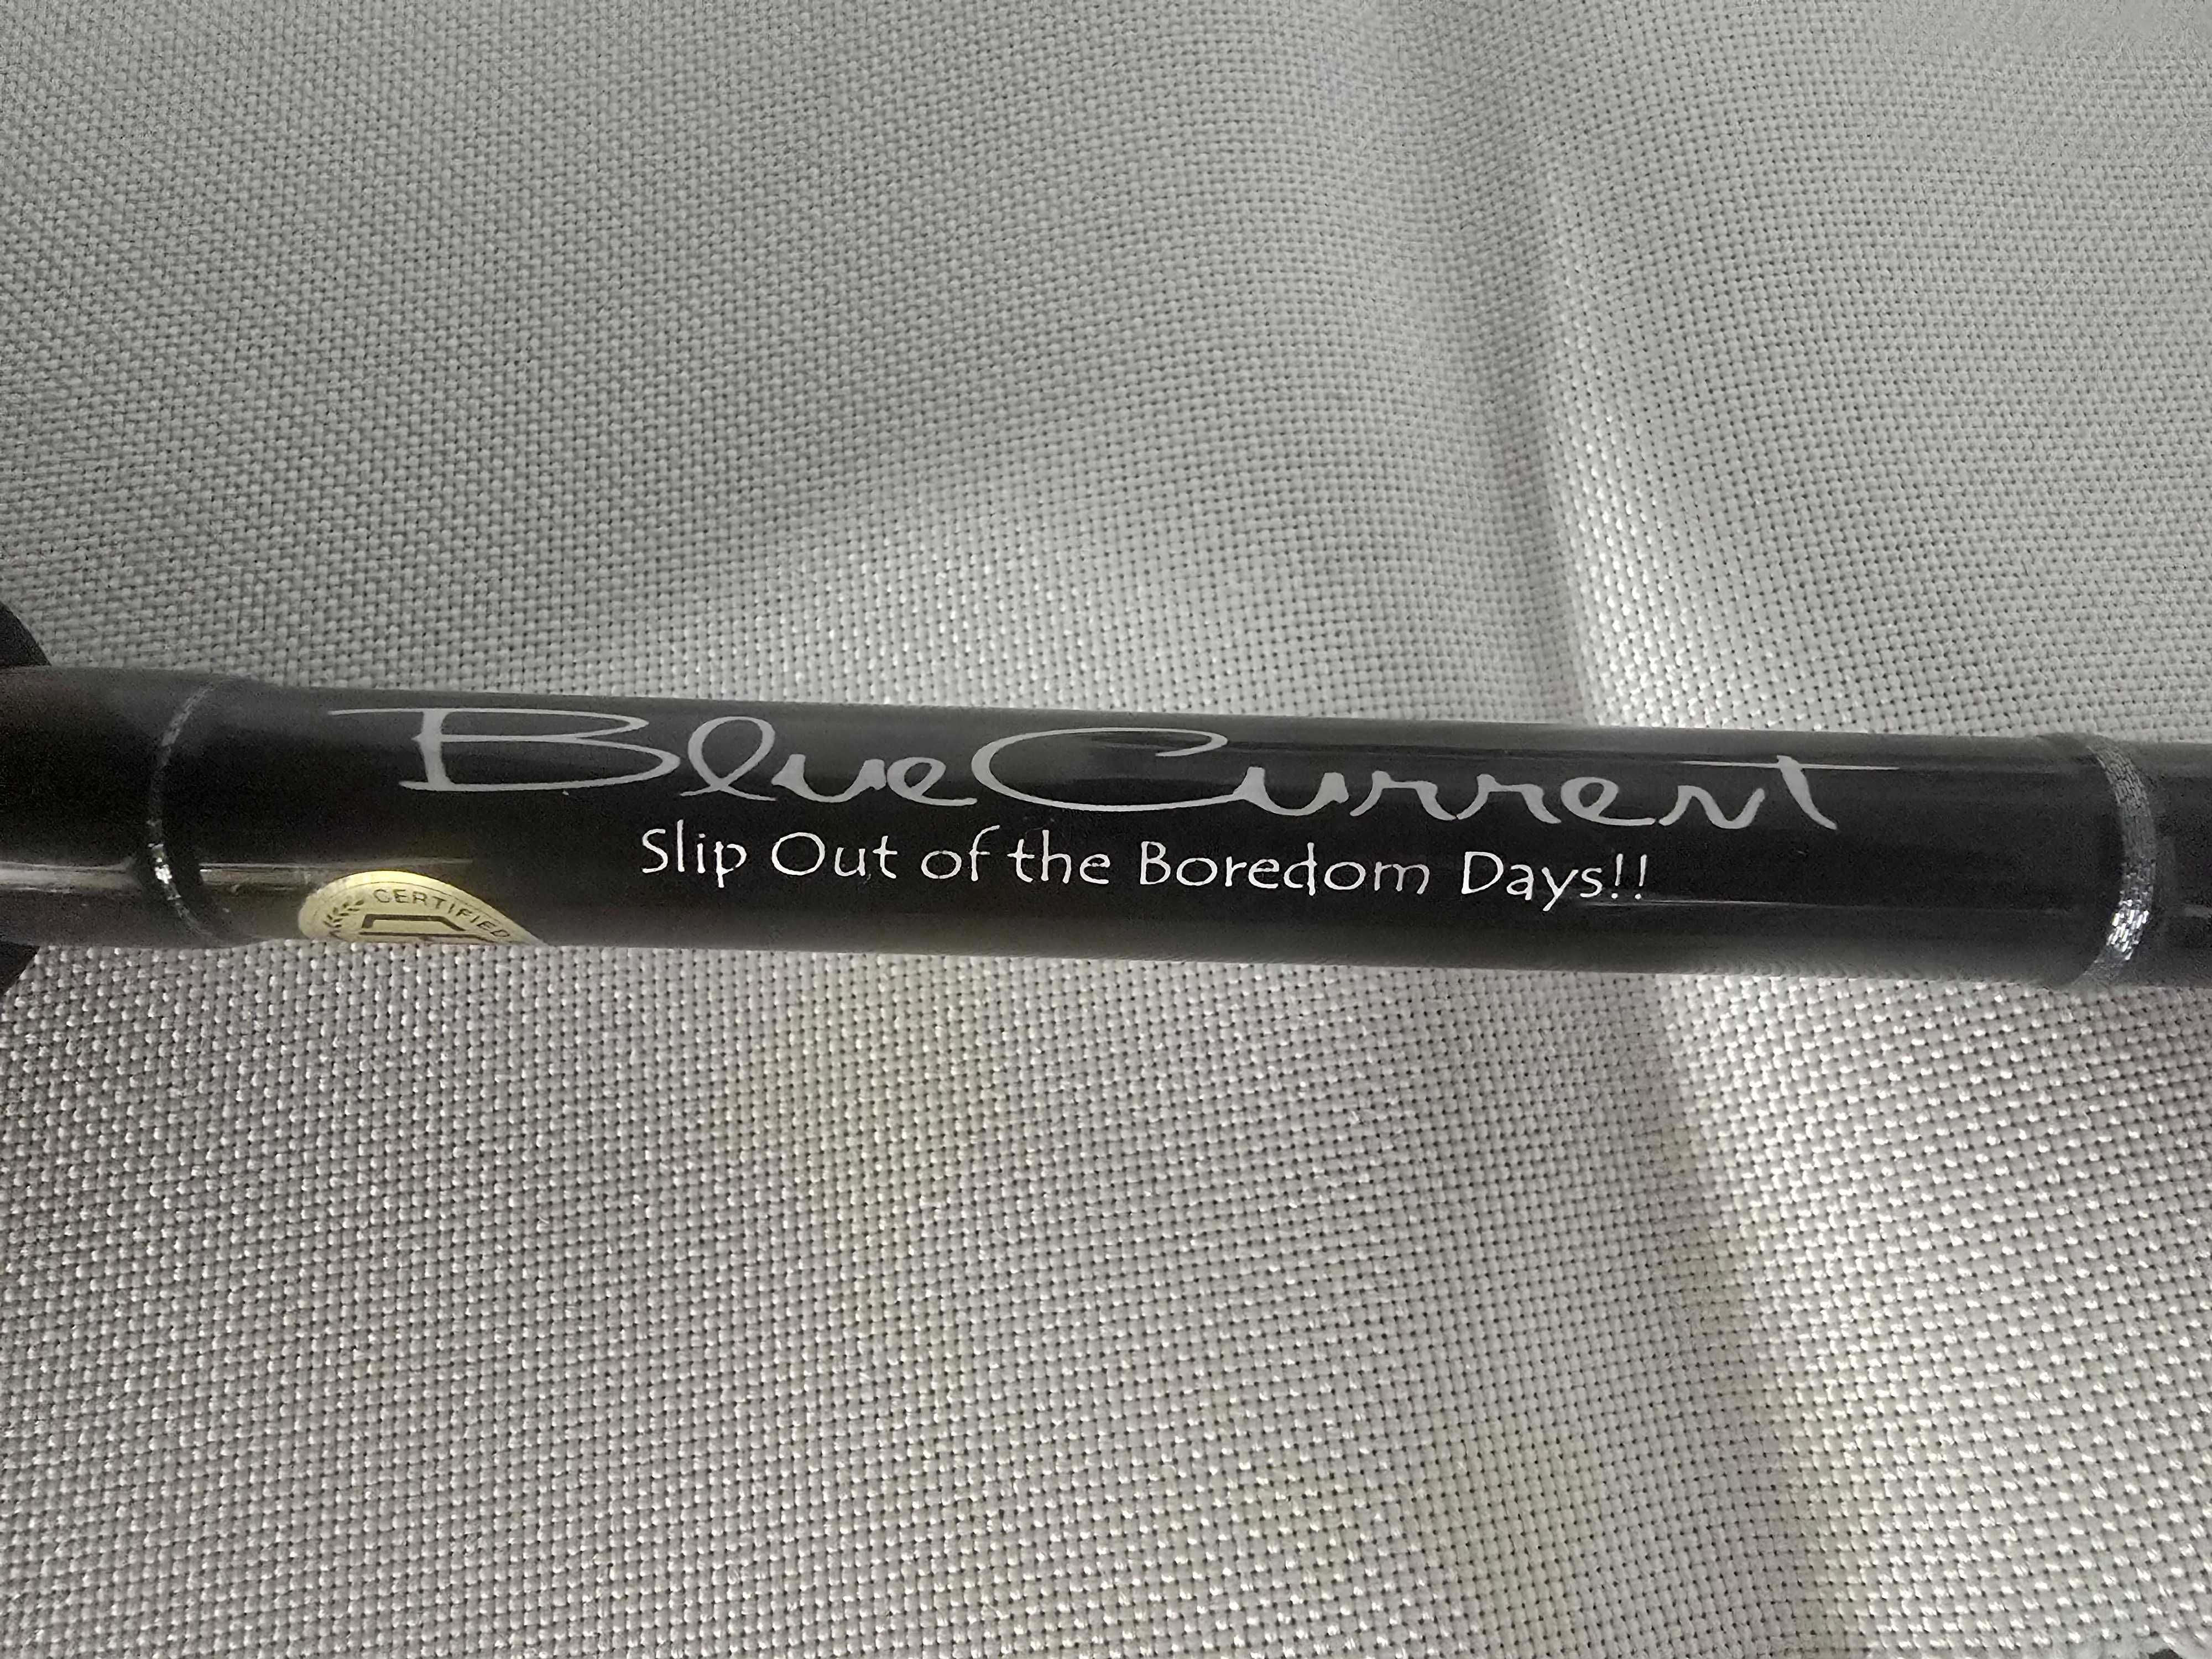 BlueCurrent
Slip Out of the Boredom Days!!
CERTIFIED